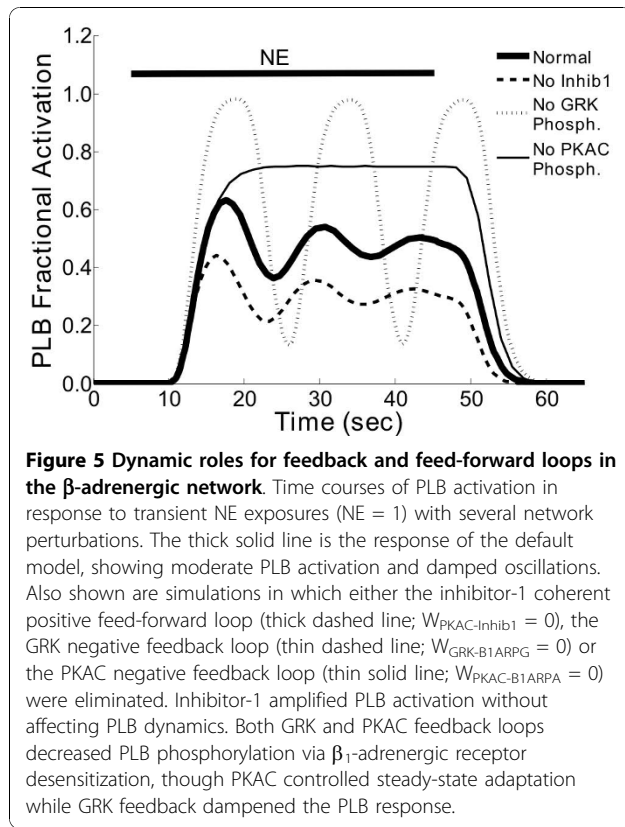 1.2
1.0
0.8
0.6
0.4
0.2
0.0
PLB Fractional Activation
NE
Normal
No Inhib1
No GRK
Phosph.
No PKAC
Phosph.
0 10 20 30 40 50 60
Time (sec)
Figure 5 Dynamic roles for feedback and feed-forward loops in
the β-adrenergic network. Time courses of PLB activation in
response to transient NE exposures (NE = 1) with several network
perturbations. The thick solid line is the response of the default
model, showing moderate PLB activation and damped oscillations.
Also shown are simulations in which either the inhibitor-1 coherent
positive feed-forward loop (thick dashed line; WPKAC-Inhib1 = 0), the
GRK negative feedback loop (thin dashed line; WGRK-B1ARPG = 0) or
the PKAC negative feedback loop (thin solid line; WPKAC-B1ARPA = 0)
were eliminated. Inhibitor-1 amplified PLB activation without
affecting PLB dynamics. Both GRK and PKAC feedback loops
decreased PLB phosphorylation via β1-adrenergic receptor
desensitization, though PKAC controlled steady-state adaptation
while GRK feedback dampened the PLB response.